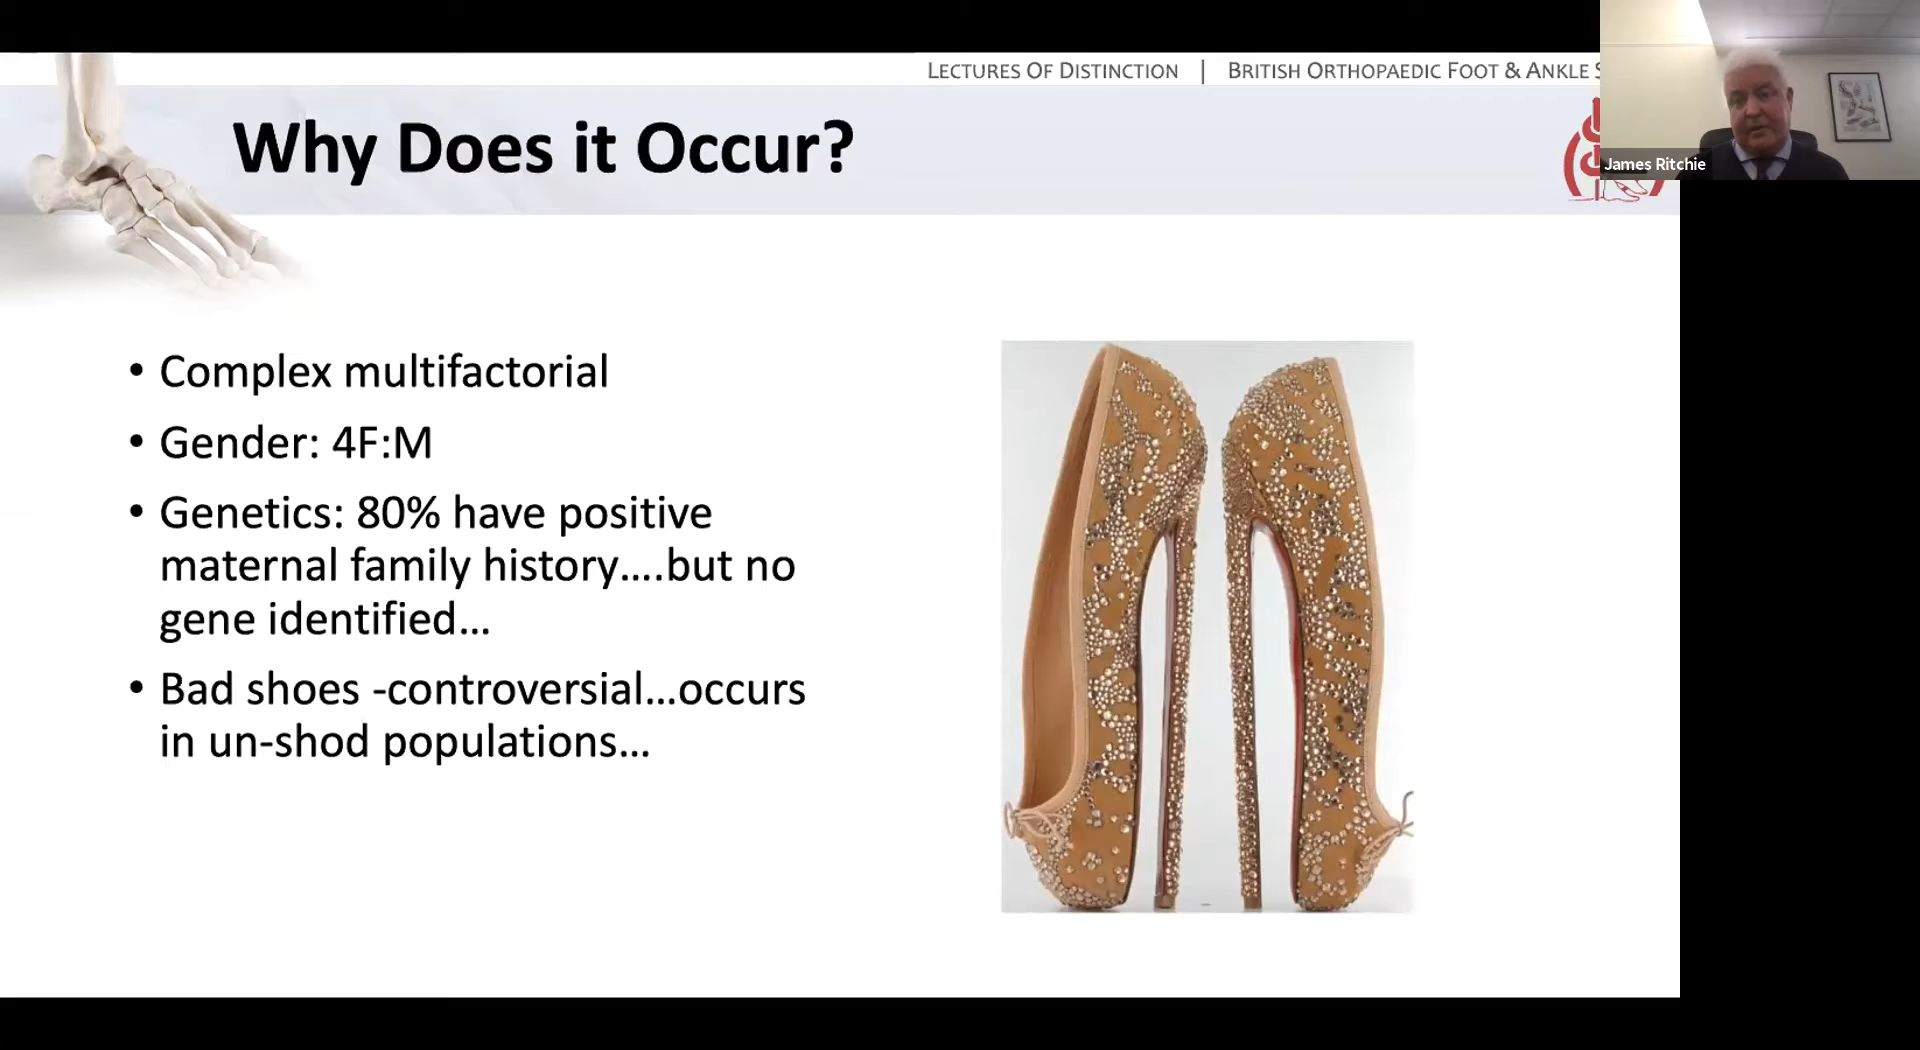 LECTURES OF DISTINCTION | BRITISH ORTHOPAEDIC FOOT & ANKLE
Why Does it Occur?
James Ritchie
• Complex multifactorial
• Gender: 4F:M
• Genetics: 80% have positive
maternal family history....but no
gene identified...
• Bad shoes -controversial...occurs
in un-shod populations...